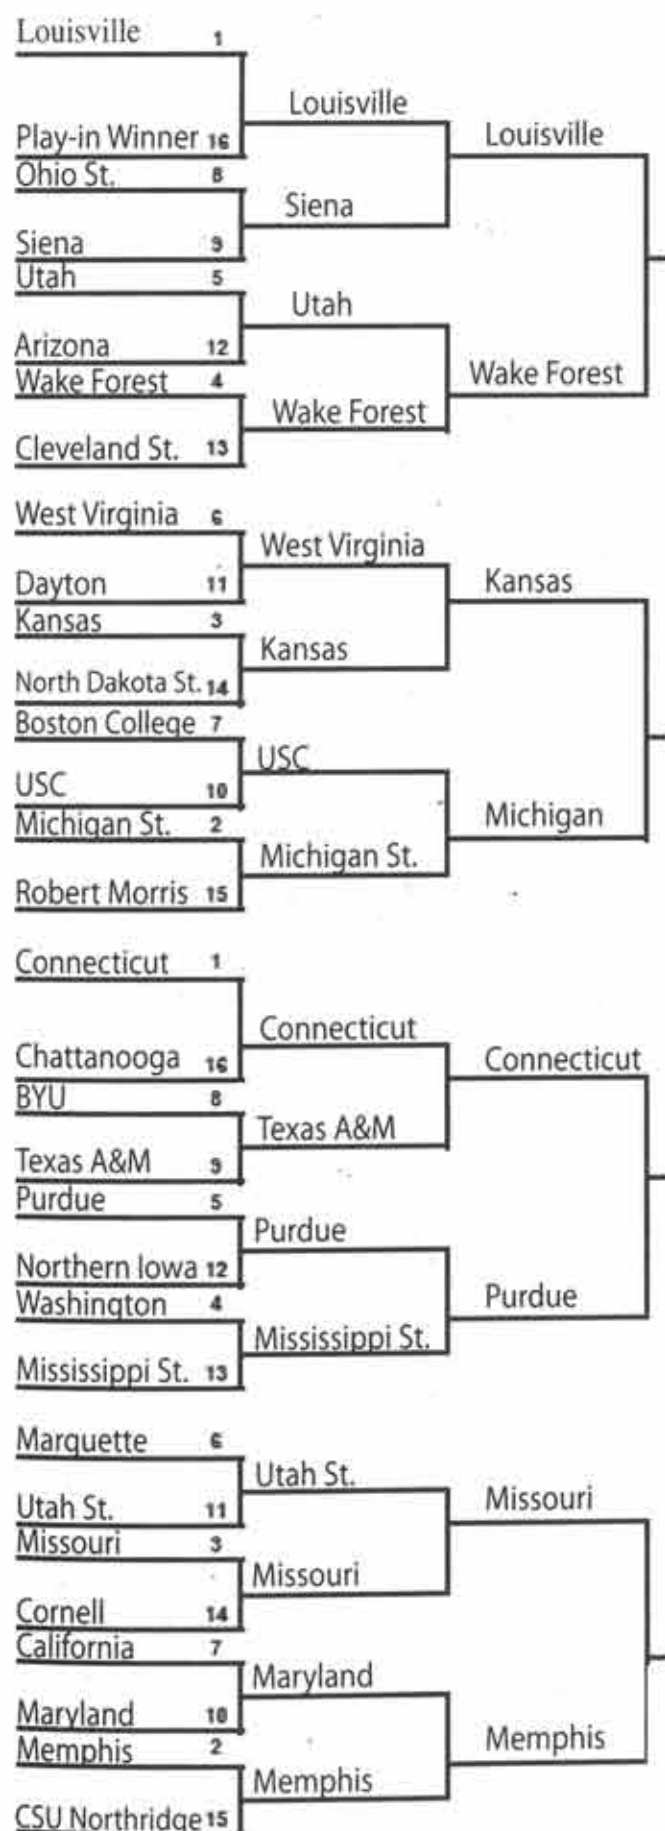 Louisville 1
Play-in Winner 16
Ohio St. 8
Siena 9
Utah 5
Arizona 12
Wake Forest 4
Cleveland St. 13
West Virginia 6
Dayton 11
Kansas 3
North Dakota St. 14
Boston College 7
USC 10
Michigan St. 2
Robert Morris 15
Connecticut 1
Chattanooga 16
BYU 8
Texas A&M 9
Purdue 5
Northern Iowa 12
Washington 4
Mississippi St. 13
Marquette 6
Utah St. 11
Missouri 3
Cornell 14
California 7
Maryland 10
Memphis 2
CSU Northridge 15
Louisville
Siena
Utah
Wake Forest
West Virginia
Kansas
USC
Michigan St.
Connecticut
Texas A&M
Purdue
Mississippi St.
Utah St.
Missouri
Maryland
Memphis
Louisville
Wake Forest
Kansas
Michigan
Connecticut
Purdue
Missouri
Memphis